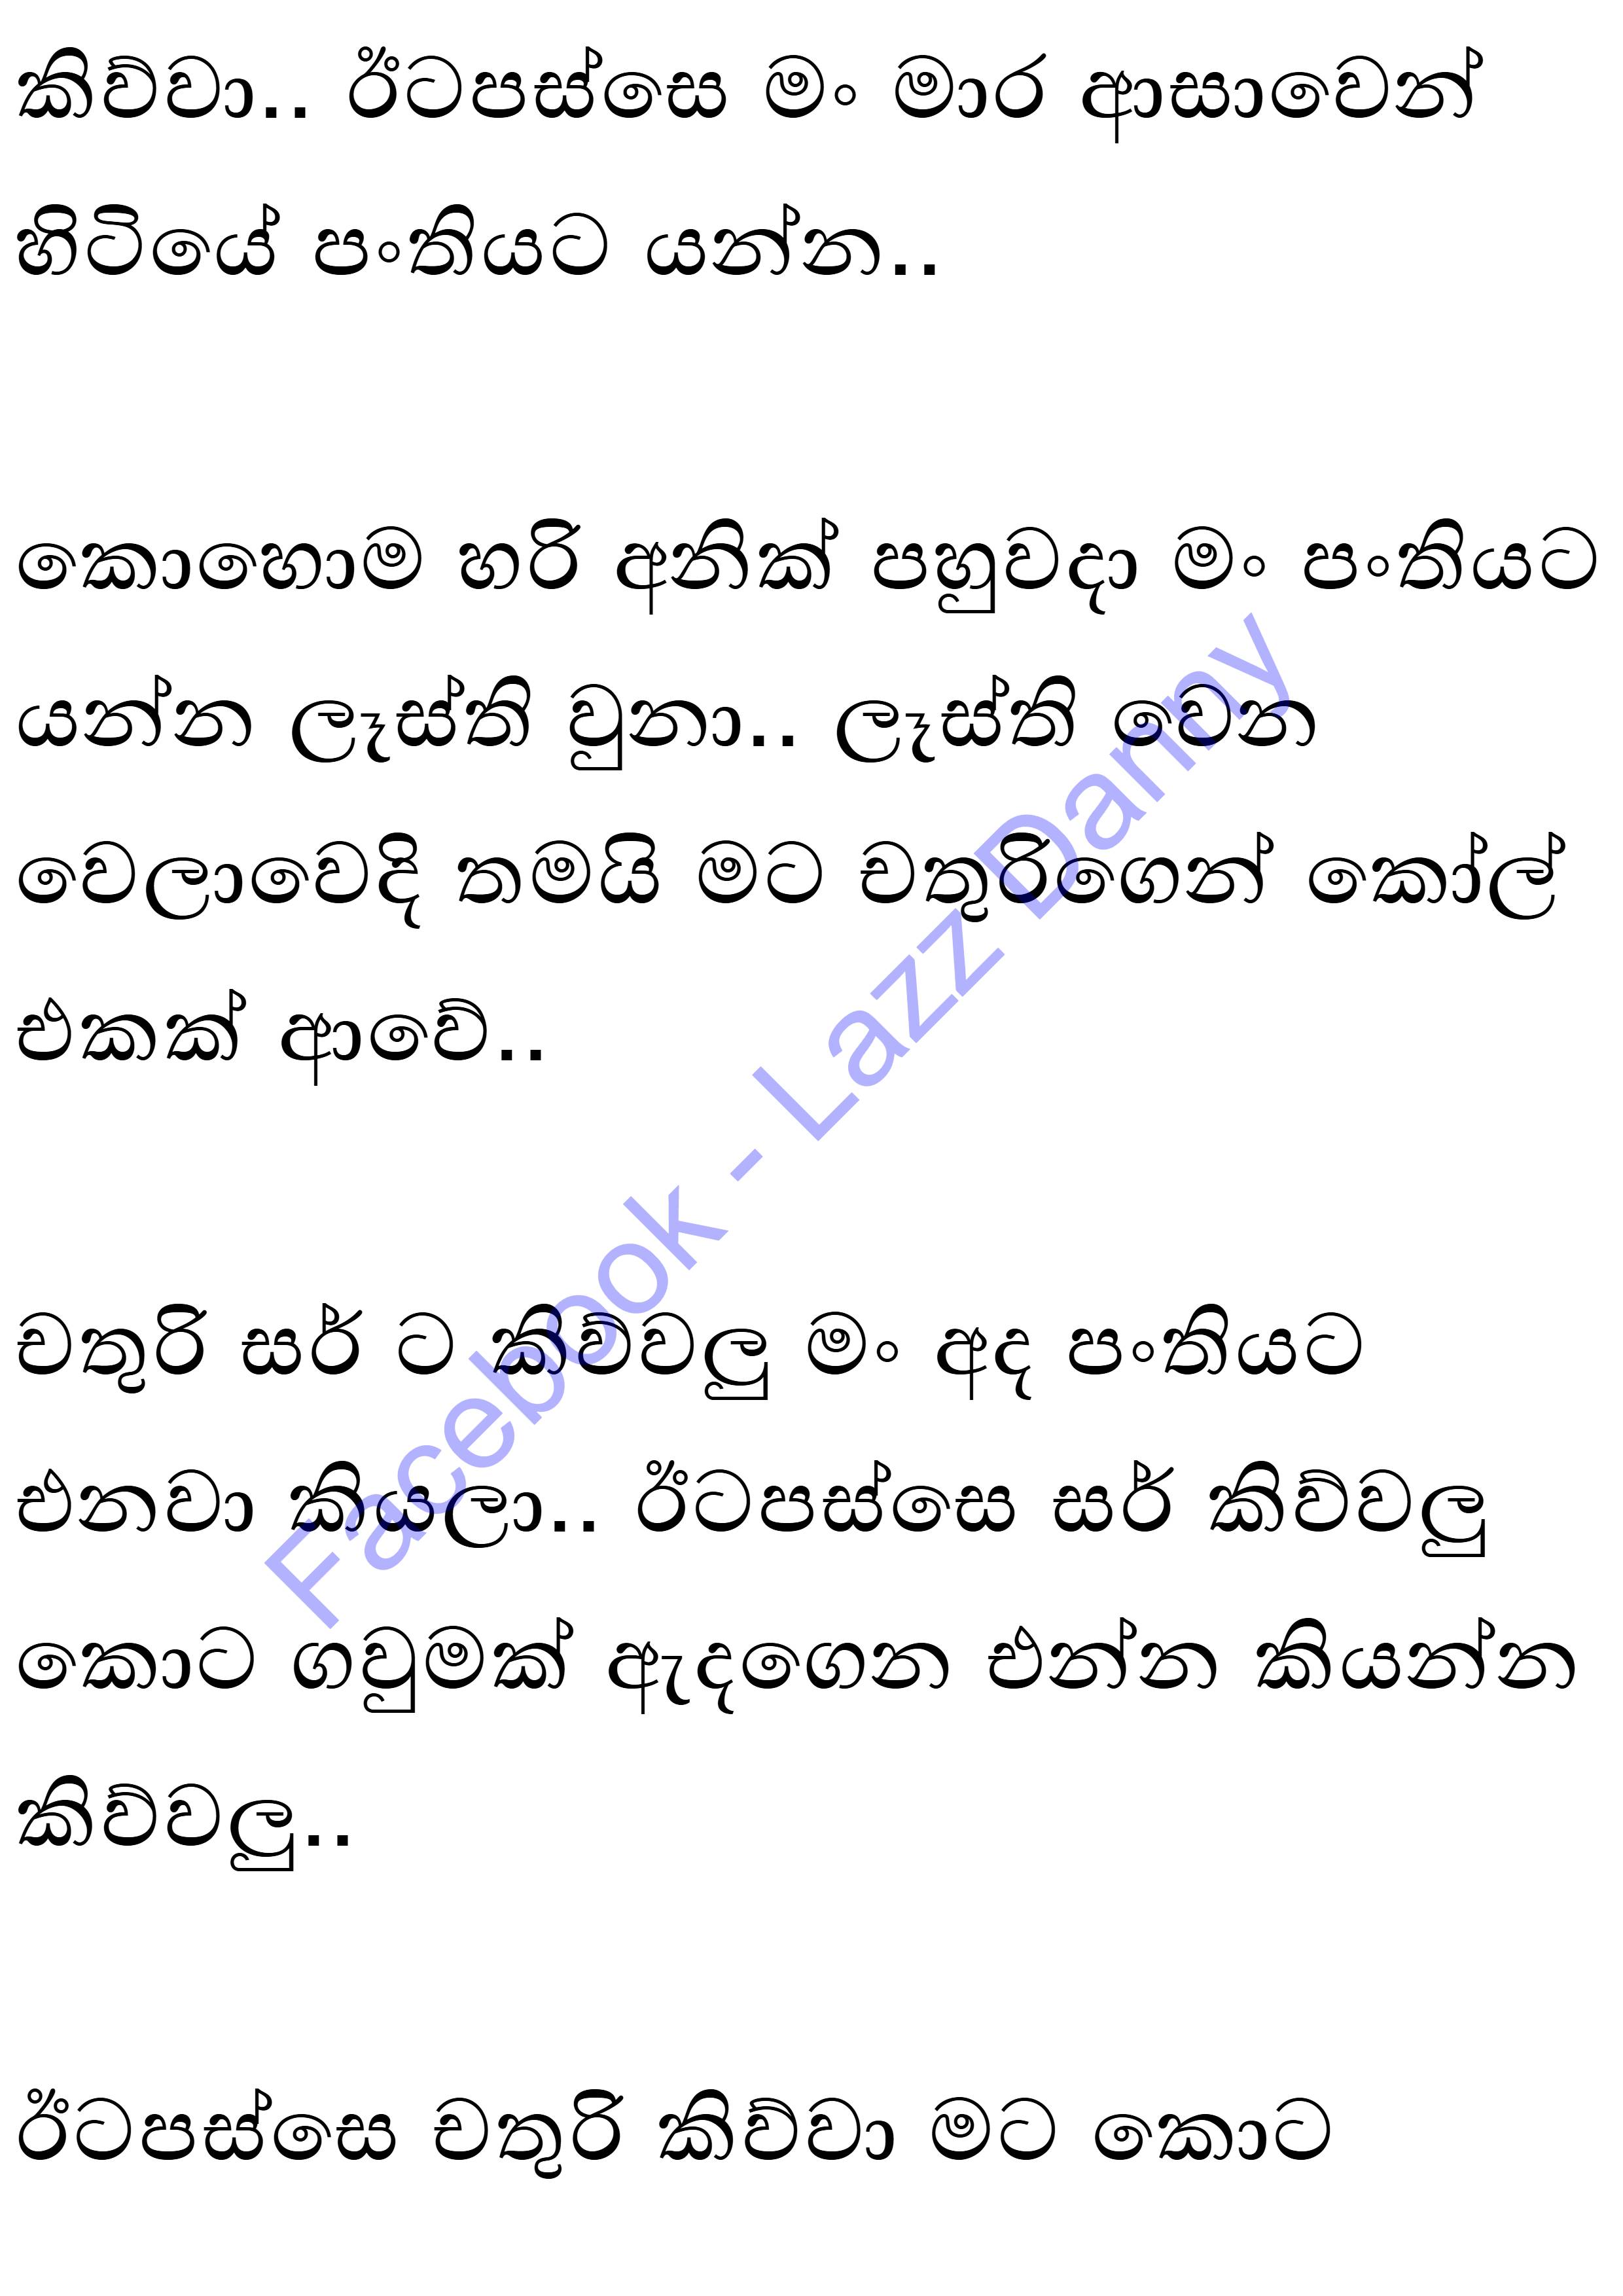 කිව්වා.. ඊටපස්සෙ මං මාර ආසාවෙන්
හිටියේ පංතියට යන්න..
කොහොම හරි අනික් පහුවදා මං පංතියට
යන්න ලෑස්ති වුනා.. ලෑස්ති වෙන
වෙලාවෙදි තමයි මට චතුරිගෙන් කෝල්
එකක් ආවේ..
චතුරි සර් ට කිව්වලු මං අද පංතියට
එනවා කියලා.. ඊටපස්සෙ සර් කිව්වලු
කොට ගවුමක් ඇදගෙන එන්න කියන්න
කිව්වලු..
ඊටපස්සෙ චතුරි කිව්වා මට කොට
Facebook - Lazz Danny